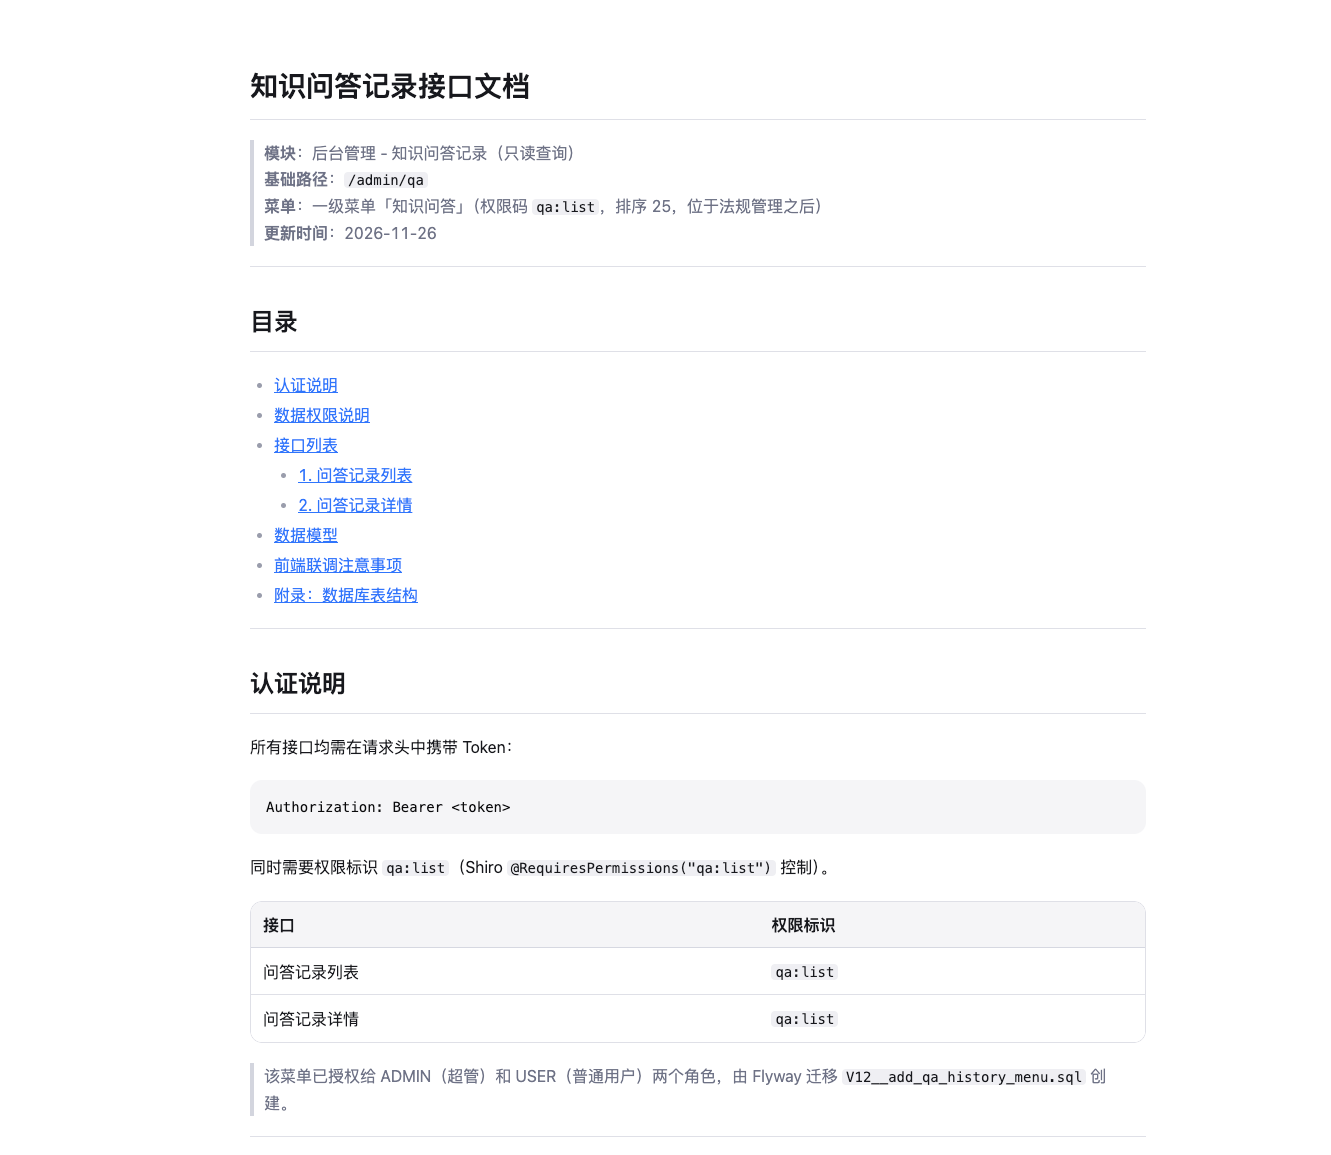 知识问答记录接口文档
模块：后台管理 - 知识问答记录（只读查询）
基础路径：/admin/qa
菜单：一级菜单「知识问答」（权限码 qa:list，排序 25，位于法规管理之后）
更新时间：2026-11-26
目录
• 认证说明
• 数据权限说明
• 接口列表
• 1. 问答记录列表
• 2. 问答记录详情
• 数据模型
• 前端联调注意事项
• 附录：数据库表结构
认证说明
所有接口均需在请求头中携带 Token：
Authorization: Bearer <token>
同时需要权限标识 qa:list（Shiro @RequiresPermissions("qa:list") 控制）。
接口 权限标识
问答记录列表 qa:list
问答记录详情 qa:list
该菜单已授权给 ADMIN（超管）和 USER（普通用户）两个角色，由 Flyway 迁移 V12__add_qa_history_menu.sql 创
建。